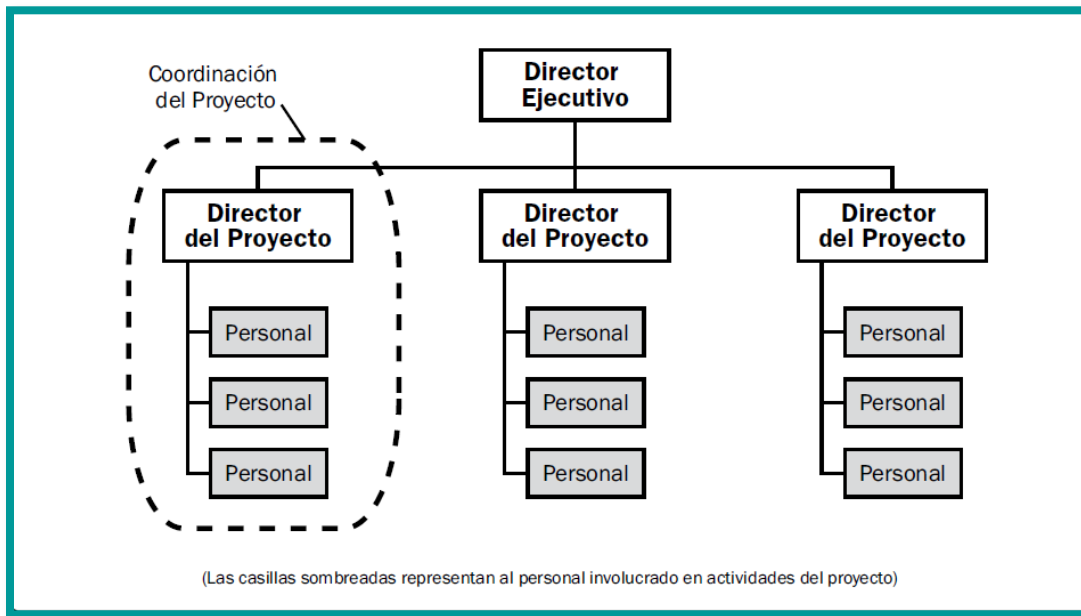 Coordinación
del Proyecto
Director
Ejecutivo
Director
del Proyecto
Director
del Proyecto
Director
del Proyecto
Personal
Personal
Personal
Personal
Personal
Personal
Personal
Personal
Personal
(Las casillas sombreadas representan al personal involucrado en actividades del proyecto)